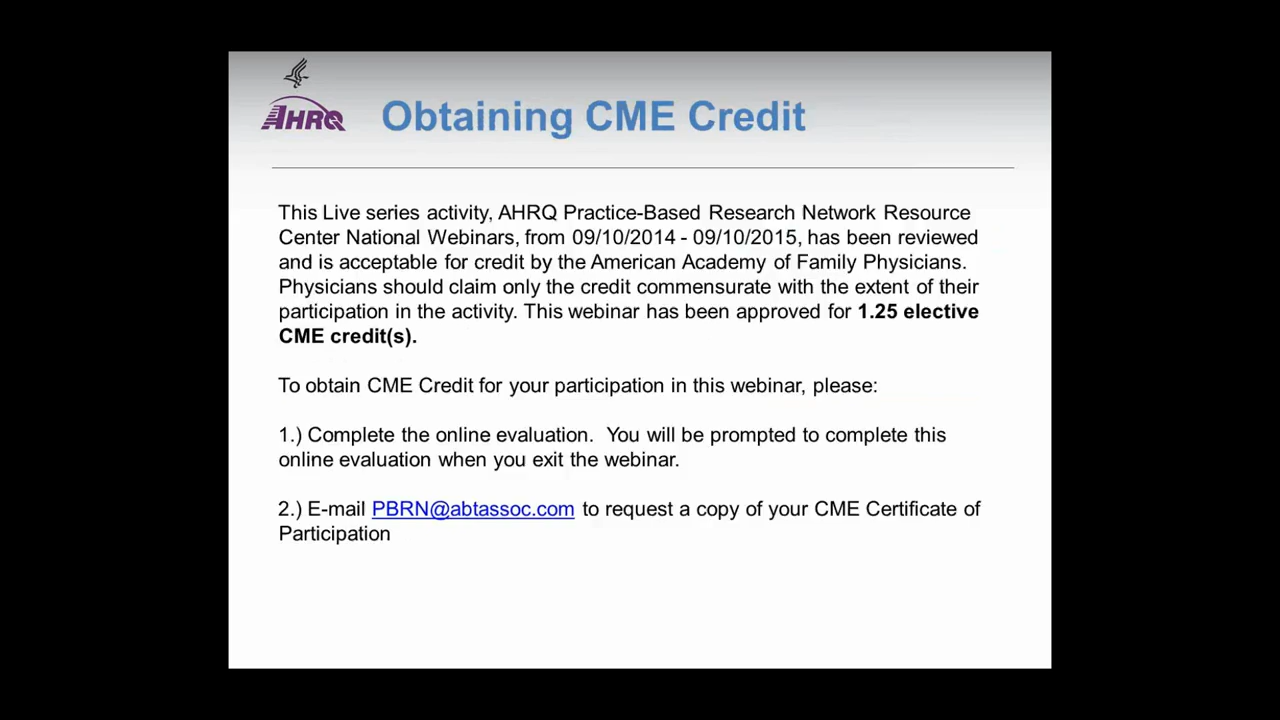 AHRQ
Obtaining CME Credit
This Live series activity, AHRQ Practice-Based Research Network Resource
Center National Webinars, from 09/10/2014 - 09/10/2015, has been reviewed
and is acceptable for credit by the American Academy of Family Physicians.
Physicians should claim only the credit commensurate with the extent of their
participation in the activity. This webinar has been approved for 1.25 elective
CME credit(s).
To obtain CME Credit for your participation in this webinar, please:
1.) Complete the online evaluation.  You will be prompted to complete this
online evaluation when you exit the webinar.
2.) E-mail PBRN@abtassoc.com to request a copy of your CME Certificate of
Participation